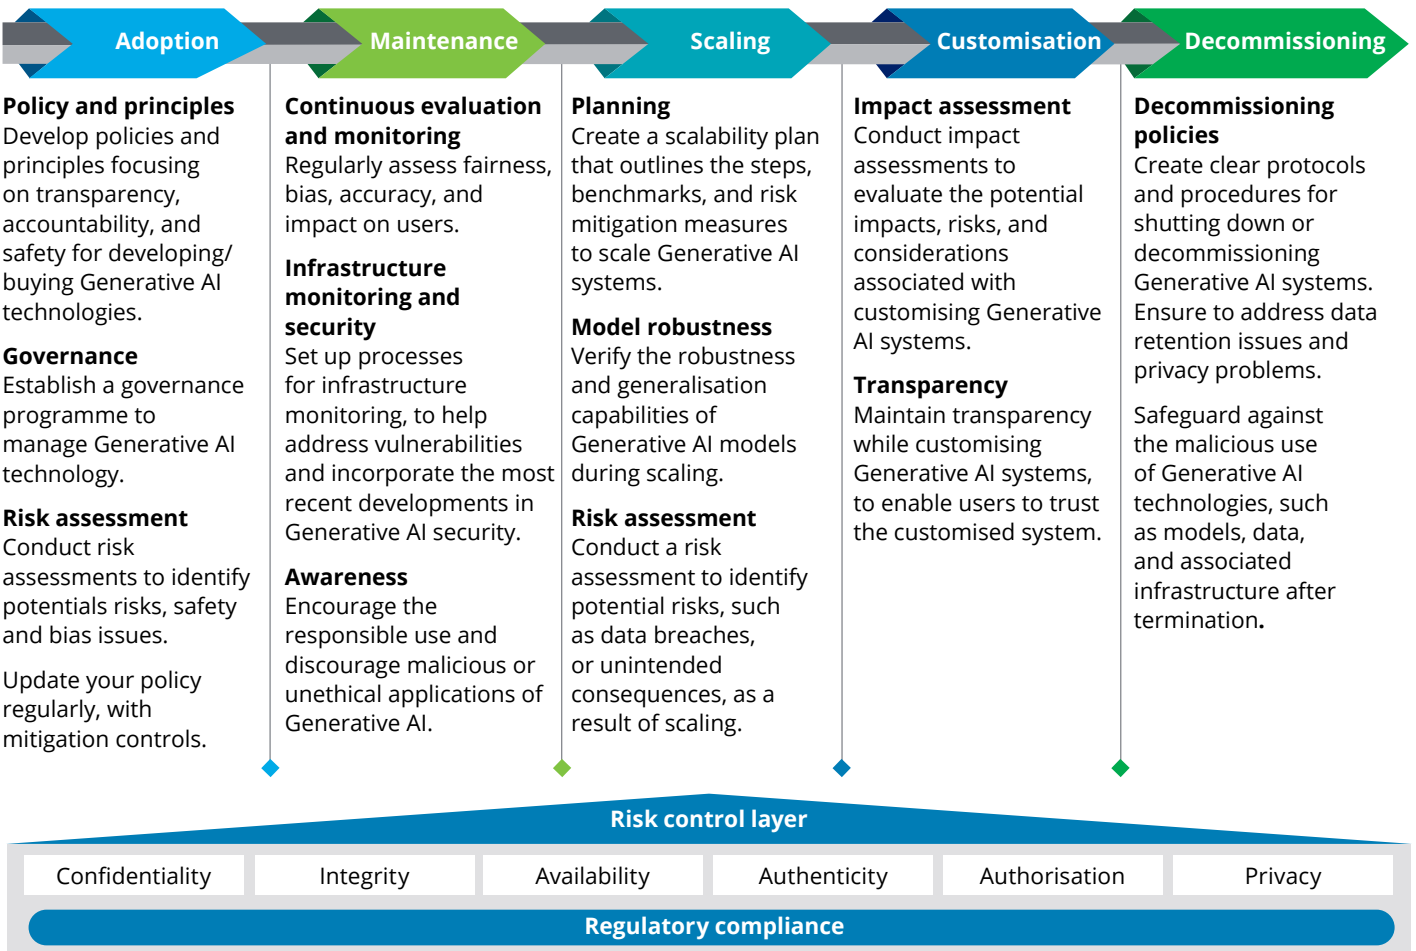 Adoption
Maintenance
Scaling
Customisation
Decommissioning
Policy and principles
Develop policies and
principles focusing
on transparency,
accountability, and
safety for developing/
buying Generative AI
technologies.
Governance
Establish a governance
programme to
manage Generative AI
technology.
Risk assessment
Conduct risk
assessments to identify
potentials risks, safety
and bias issues.
Update your policy
regularly, with
mitigation controls.
Continuous evaluation
and monitoring
Regularly assess fairness,
bias, accuracy, and
impact on users.
Infrastructure
monitoring and
security
Set up processes
for infrastructure
monitoring, to help
address vulnerabilities
and incorporate the most
recent developments in
Generative AI security.
Awareness
Encourage the
responsible use and
discourage malicious or
unethical applications of
Generative AI.
Planning
Create a scalability plan
that outlines the steps,
benchmarks, and risk
mitigation measures
to scale Generative AI
systems.
Model robustness
Verify the robustness
and generalisation
capabilities of
Generative AI models
during scaling.
Risk assessment
Conduct a risk
assessment to identify
potential risks, such
as data breaches,
or unintended
consequences, as a
result of scaling.
Impact assessment
Conduct impact
assessments to
evaluate the potential
impacts, risks, and
considerations
associated with
customising Generative
AI systems.
Transparency
Maintain transparency
while customising
Generative AI systems,
to enable users to trust
the customised system.
Decommissioning
policies
Create clear protocols
and procedures for
shutting down or
decommissioning
Generative AI systems.
Ensure to address data
retention issues and
privacy problems.
Safeguard against
the malicious use
of Generative AI
technologies, such
as models, data,
and associated
infrastructure after
termination.
Risk control layer
Confidentiality
Integrity
Availability
Authenticity
Authorisation
Privacy
Regulatory compliance